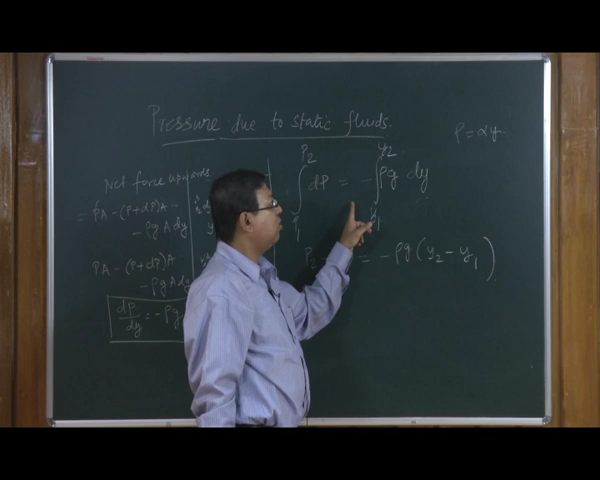 Pressure due to static fluids.
ρ = αy
Net force upwards
= PA - (P+dP)A -
- ρg A dy
PA - (P+dP)A
- ρg A dy
dP/dy = -ρg
∫_{P1}^{P2} dP = - ∫_{y1}^{y2} ρg dy
P2 = - ρg (y2 - y1)